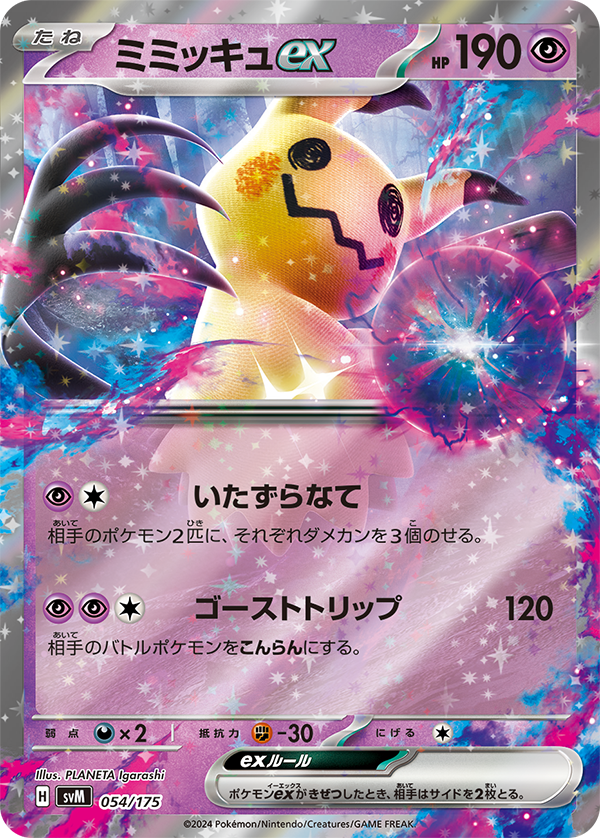 たね
ミミッキュex
HP 190
いたずらなて
相手のポケモン2匹に、それぞれダメカンを3個のせる。
ゴーストトリップ 120
相手のバトルポケモンをこんらんにする。
弱点 ×2 抵抗力 -30 にげる
exルール
ポケモンexがきぜつしたとき、相手はサイドを2枚とる。
Illus. PLANETA Igarashi
H svM 054/175
©2024 Pokémon/Nintendo/Creatures/GAME FREAK.